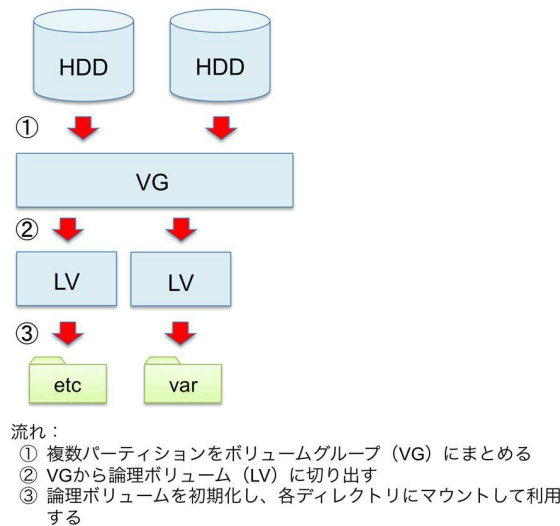 HDD HDD
①
VG
②
LV LV
③
etc var
流れ：
① 複数パーティションをボリュームグループ（VG）にまとめる
② VGから論理ボリューム（LV）に切り出す
③ 論理ボリュームを初期化し、各ディレクトリにマウントして利用
する